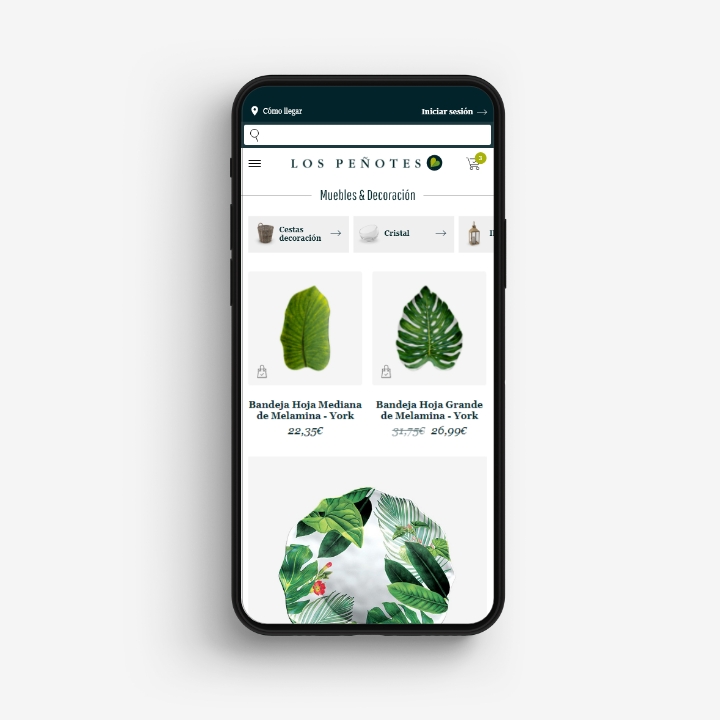 Cómo llegar
Iniciar sesión
LOS PEÑOTES
3
Muebles & Decoración
Cestas
decoración
Cristal
Bandeja Hoja Mediana
de Melamina - York
22,35€
Bandeja Hoja Grande
de Melamina - York
31,75€ 26,99€